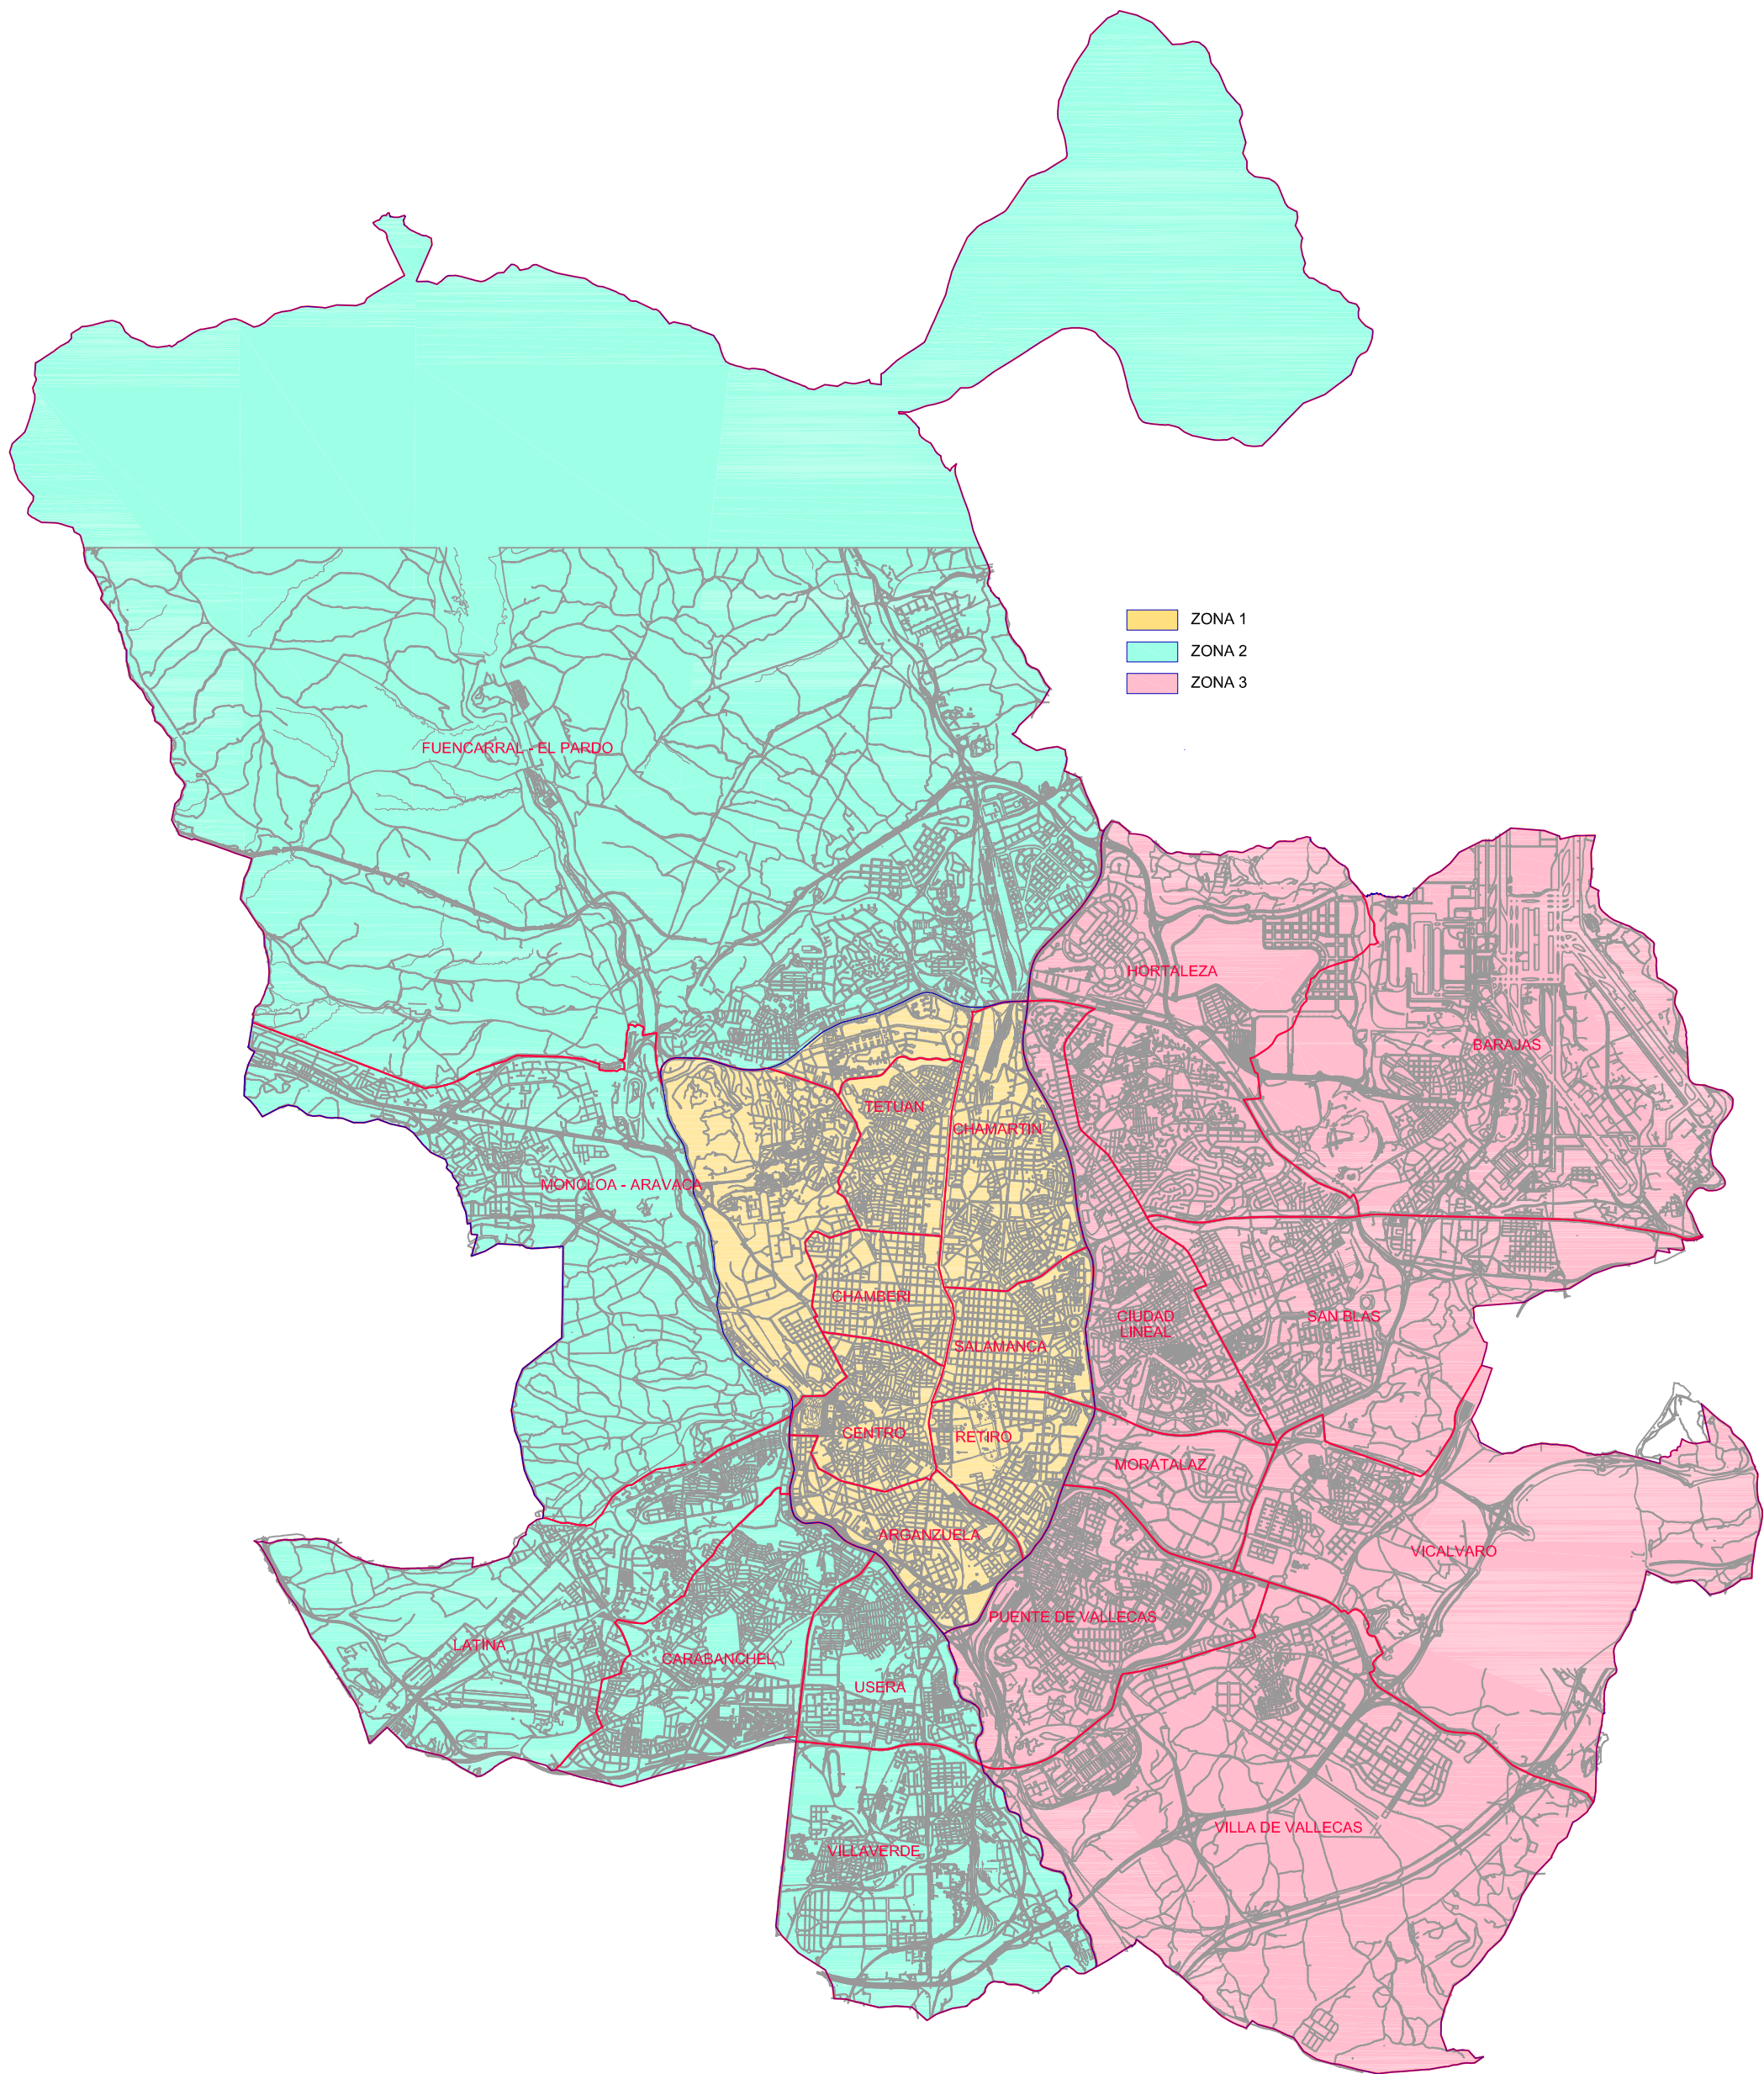 ZONA 1
ZONA 2
ZONA 3
FUENCARRAL - EL PARDO
HORTALEZA
BARAJAS
TETUAN
CHAMARTIN
MONCLOA - ARAVACA
CHAMBERI
CIUDAD
LINEAL
SAN BLAS
SALAMANCA
CENTRO
RETIRO
MORATALAZ
ARGANZUELA
VICALVARO
PUENTE DE VALLECAS
LATINA
CARABANCHEL
USERA
VILLA DE VALLECAS
VILLAVERDE